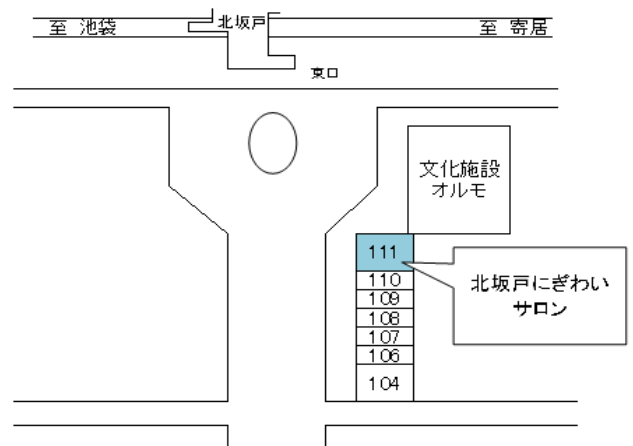 至 池袋
北坂戸
至 寄居
東口
文化施設
オルモ
111
110
109
108
107
106
104
北坂戸にぎわい
サロン